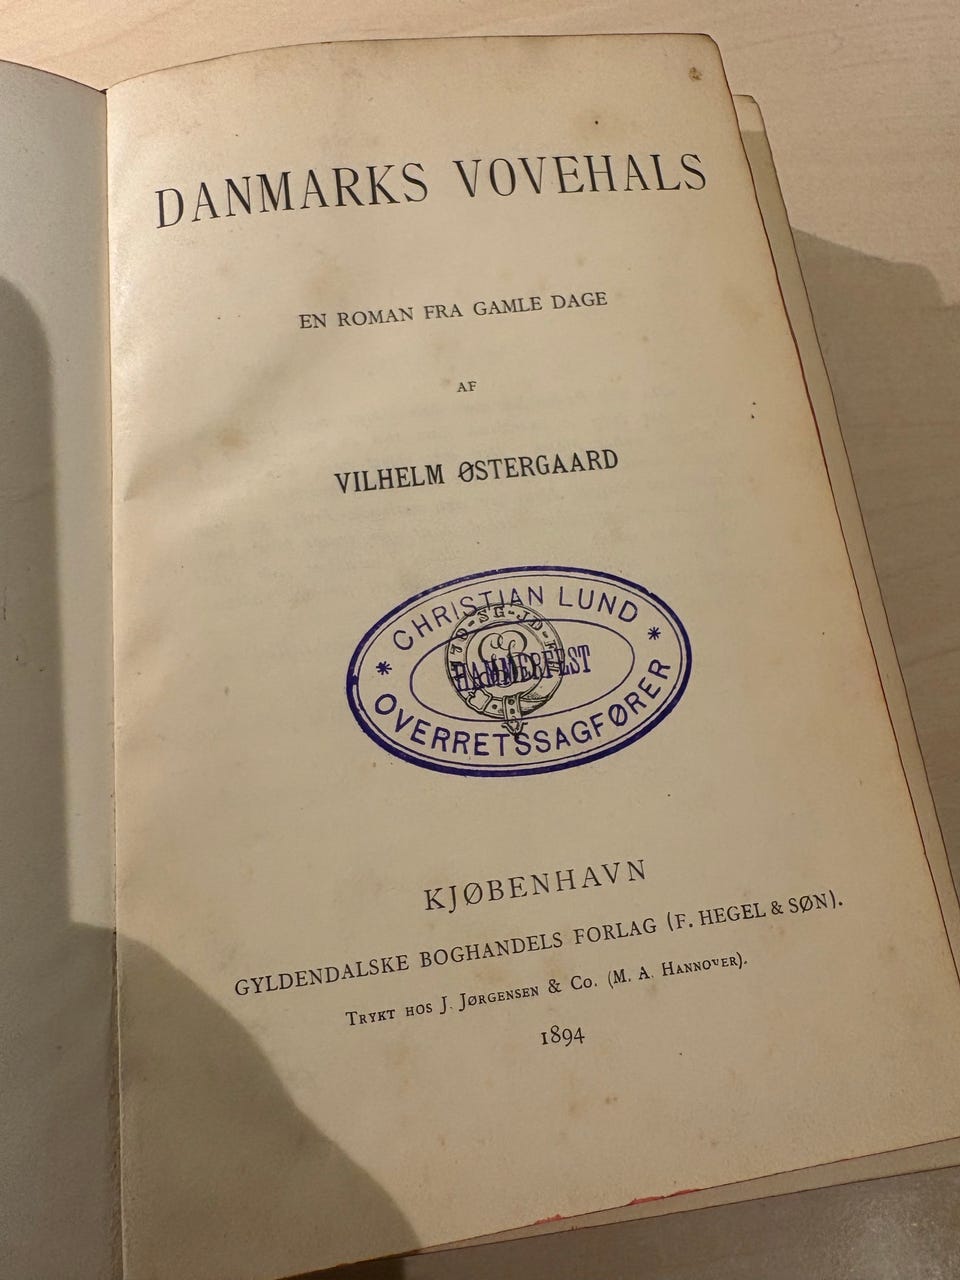 DANMARKS VOVEHALS
EN ROMAN FRA GAMLE DAGE
AF
VILHELM ØSTERGAARD
* CHRISTIAN LUND *
HAMMERFEST
OVERRETSSAGFØRER
KJØBENHAVN
GYLDENDALSKE BOGHANDELS FORLAG (F. HEGEL & SØN).
TRYKT HOS J. JØRGENSEN & CO. (M. A. HANNOVER).
1894